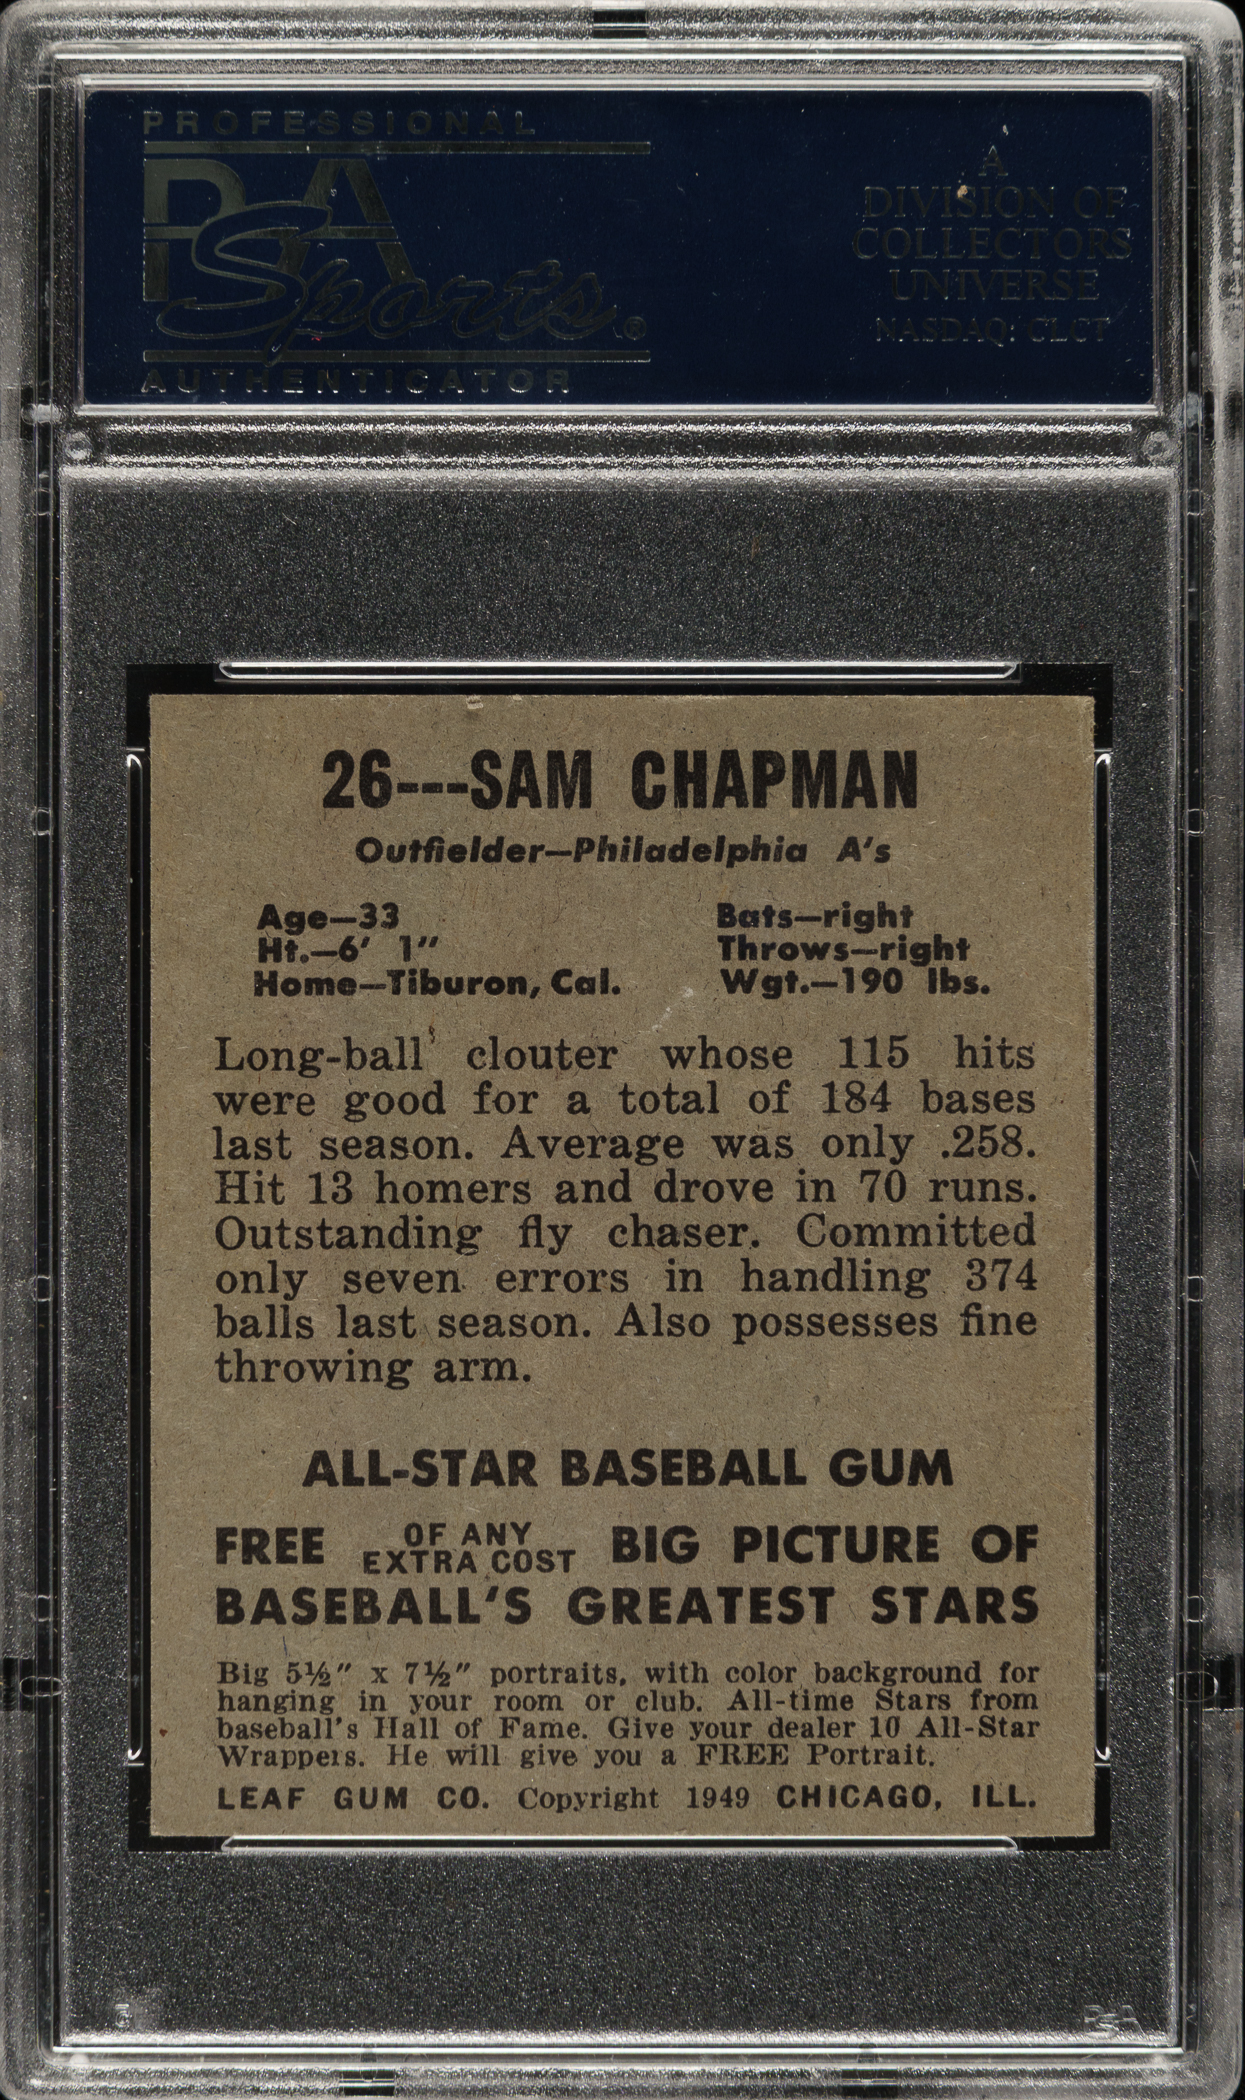 PROFESSIONAL
PSA
Sports®
AUTHENTICATOR
A
DIVISION OF
COLLECTORS
UNIVERSE
NASDAQ: CLCT
26---SAM CHAPMAN
Outfielder—Philadelphia A's
Age—33 Bats—right
Ht.—6' 1" Throws—right
Home—Tiburon, Cal. Wgt.—190 lbs.
Long-ball clouter whose 115 hits
were good for a total of 184 bases
last season. Average was only .258.
Hit 13 homers and drove in 70 runs.
Outstanding fly chaser. Committed
only seven errors in handling 374
balls last season. Also possesses fine
throwing arm.
ALL-STAR BASEBALL GUM
FREE OF ANY EXTRA COST BIG PICTURE OF
BASEBALL'S GREATEST STARS
Big 5½" x 7½" portraits, with color background for
hanging in your room or club. All-time Stars from
baseball's Hall of Fame. Give your dealer 10 All-Star
Wrappers. He will give you a FREE Portrait.
LEAF GUM CO. Copyright 1949 CHICAGO, ILL.
PSA